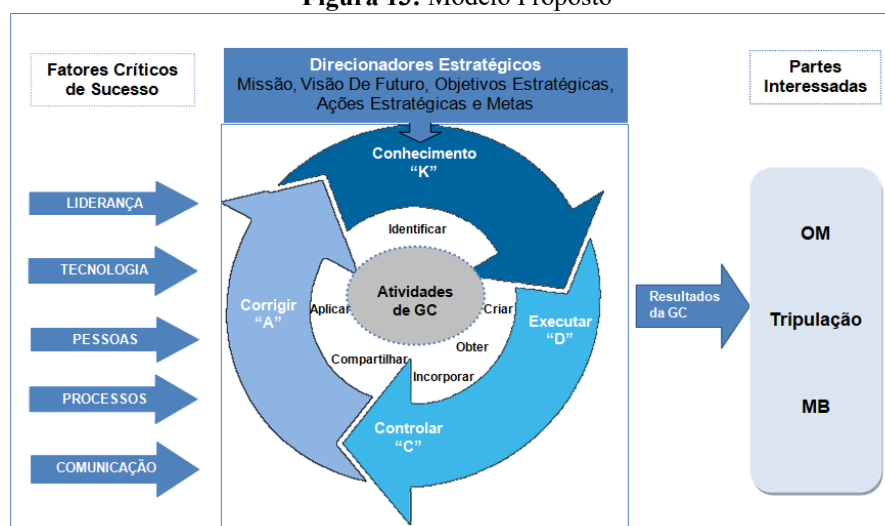 Figura 13: Modelo Proposto
Fatores Críticos
de Sucesso
Direcionadores Estratégicos
Missão, Visão De Futuro, Objetivos Estratégicas,
Ações Estratégicas e Metas
Partes
Interessadas
LIDERANÇA
TECNOLOGIA
PESSOAS
PROCESSOS
COMUNICAÇÃO
Conhecimento
“K”
Identificar
Atividades
de GC
Corrigir
“A”
Aplicar
Criar
Executar
“D”
Obter
Compartilhar
Incorporar
Controlar
“C”
Resultados
da GC
OM
Tripulação
MB